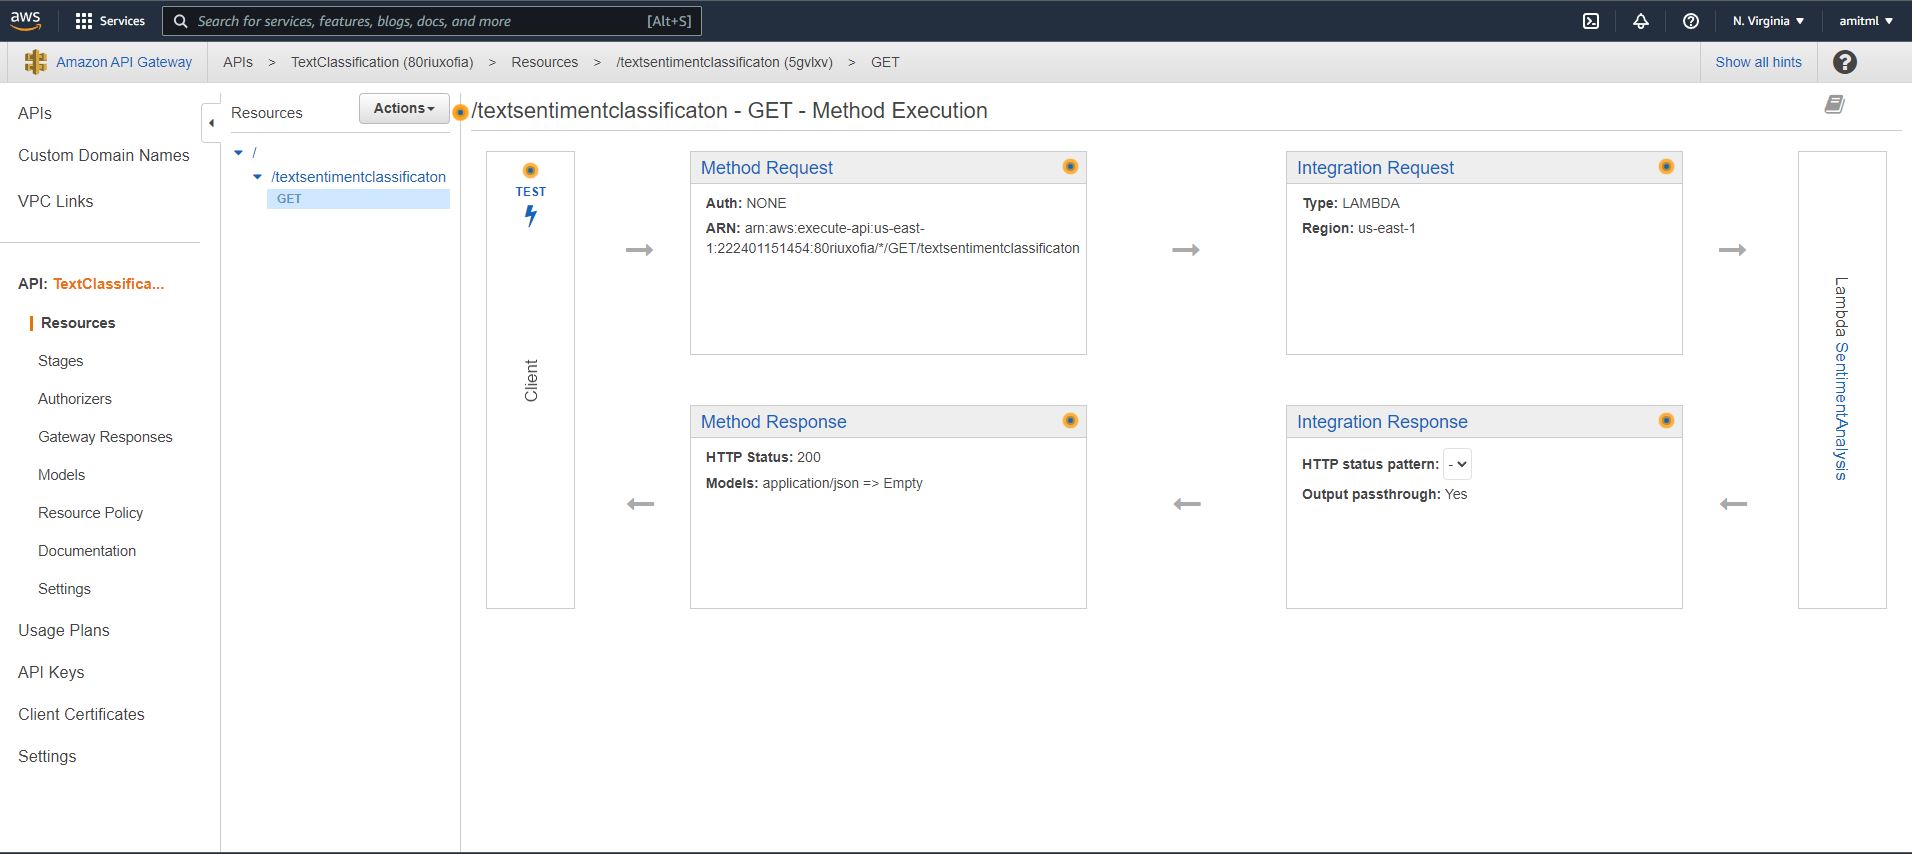 aws
Services
Search for services, features, blogs, docs, and more
[Alt+S]
N. Virginia
amitml
Amazon API Gateway
APIs > TextClassification (80riuxofia) > Resources > /textsentimentclassificaton (5gvlxv) > GET
Show all hints
APIs
Custom Domain Names
VPC Links
API: TextClassifica...
Resources
Stages
Authorizers
Gateway Responses
Models
Resource Policy
Documentation
Settings
Usage Plans
API Keys
Client Certificates
Settings
Resources
Actions
/
/textsentimentclassificaton
GET
/textsentimentclassificaton - GET - Method Execution
TEST
Client
Method Request
Auth: NONE
ARN: arn:aws:execute-api:us-east-
1:222401151454:80riuxofia/*/GET/textsentimentclassificaton
Integration Request
Type: LAMBDA
Region: us-east-1
Lambda SentimentAnalysis
Method Response
HTTP Status: 200
Models: application/json => Empty
Integration Response
HTTP status pattern: -
Output passthrough: Yes